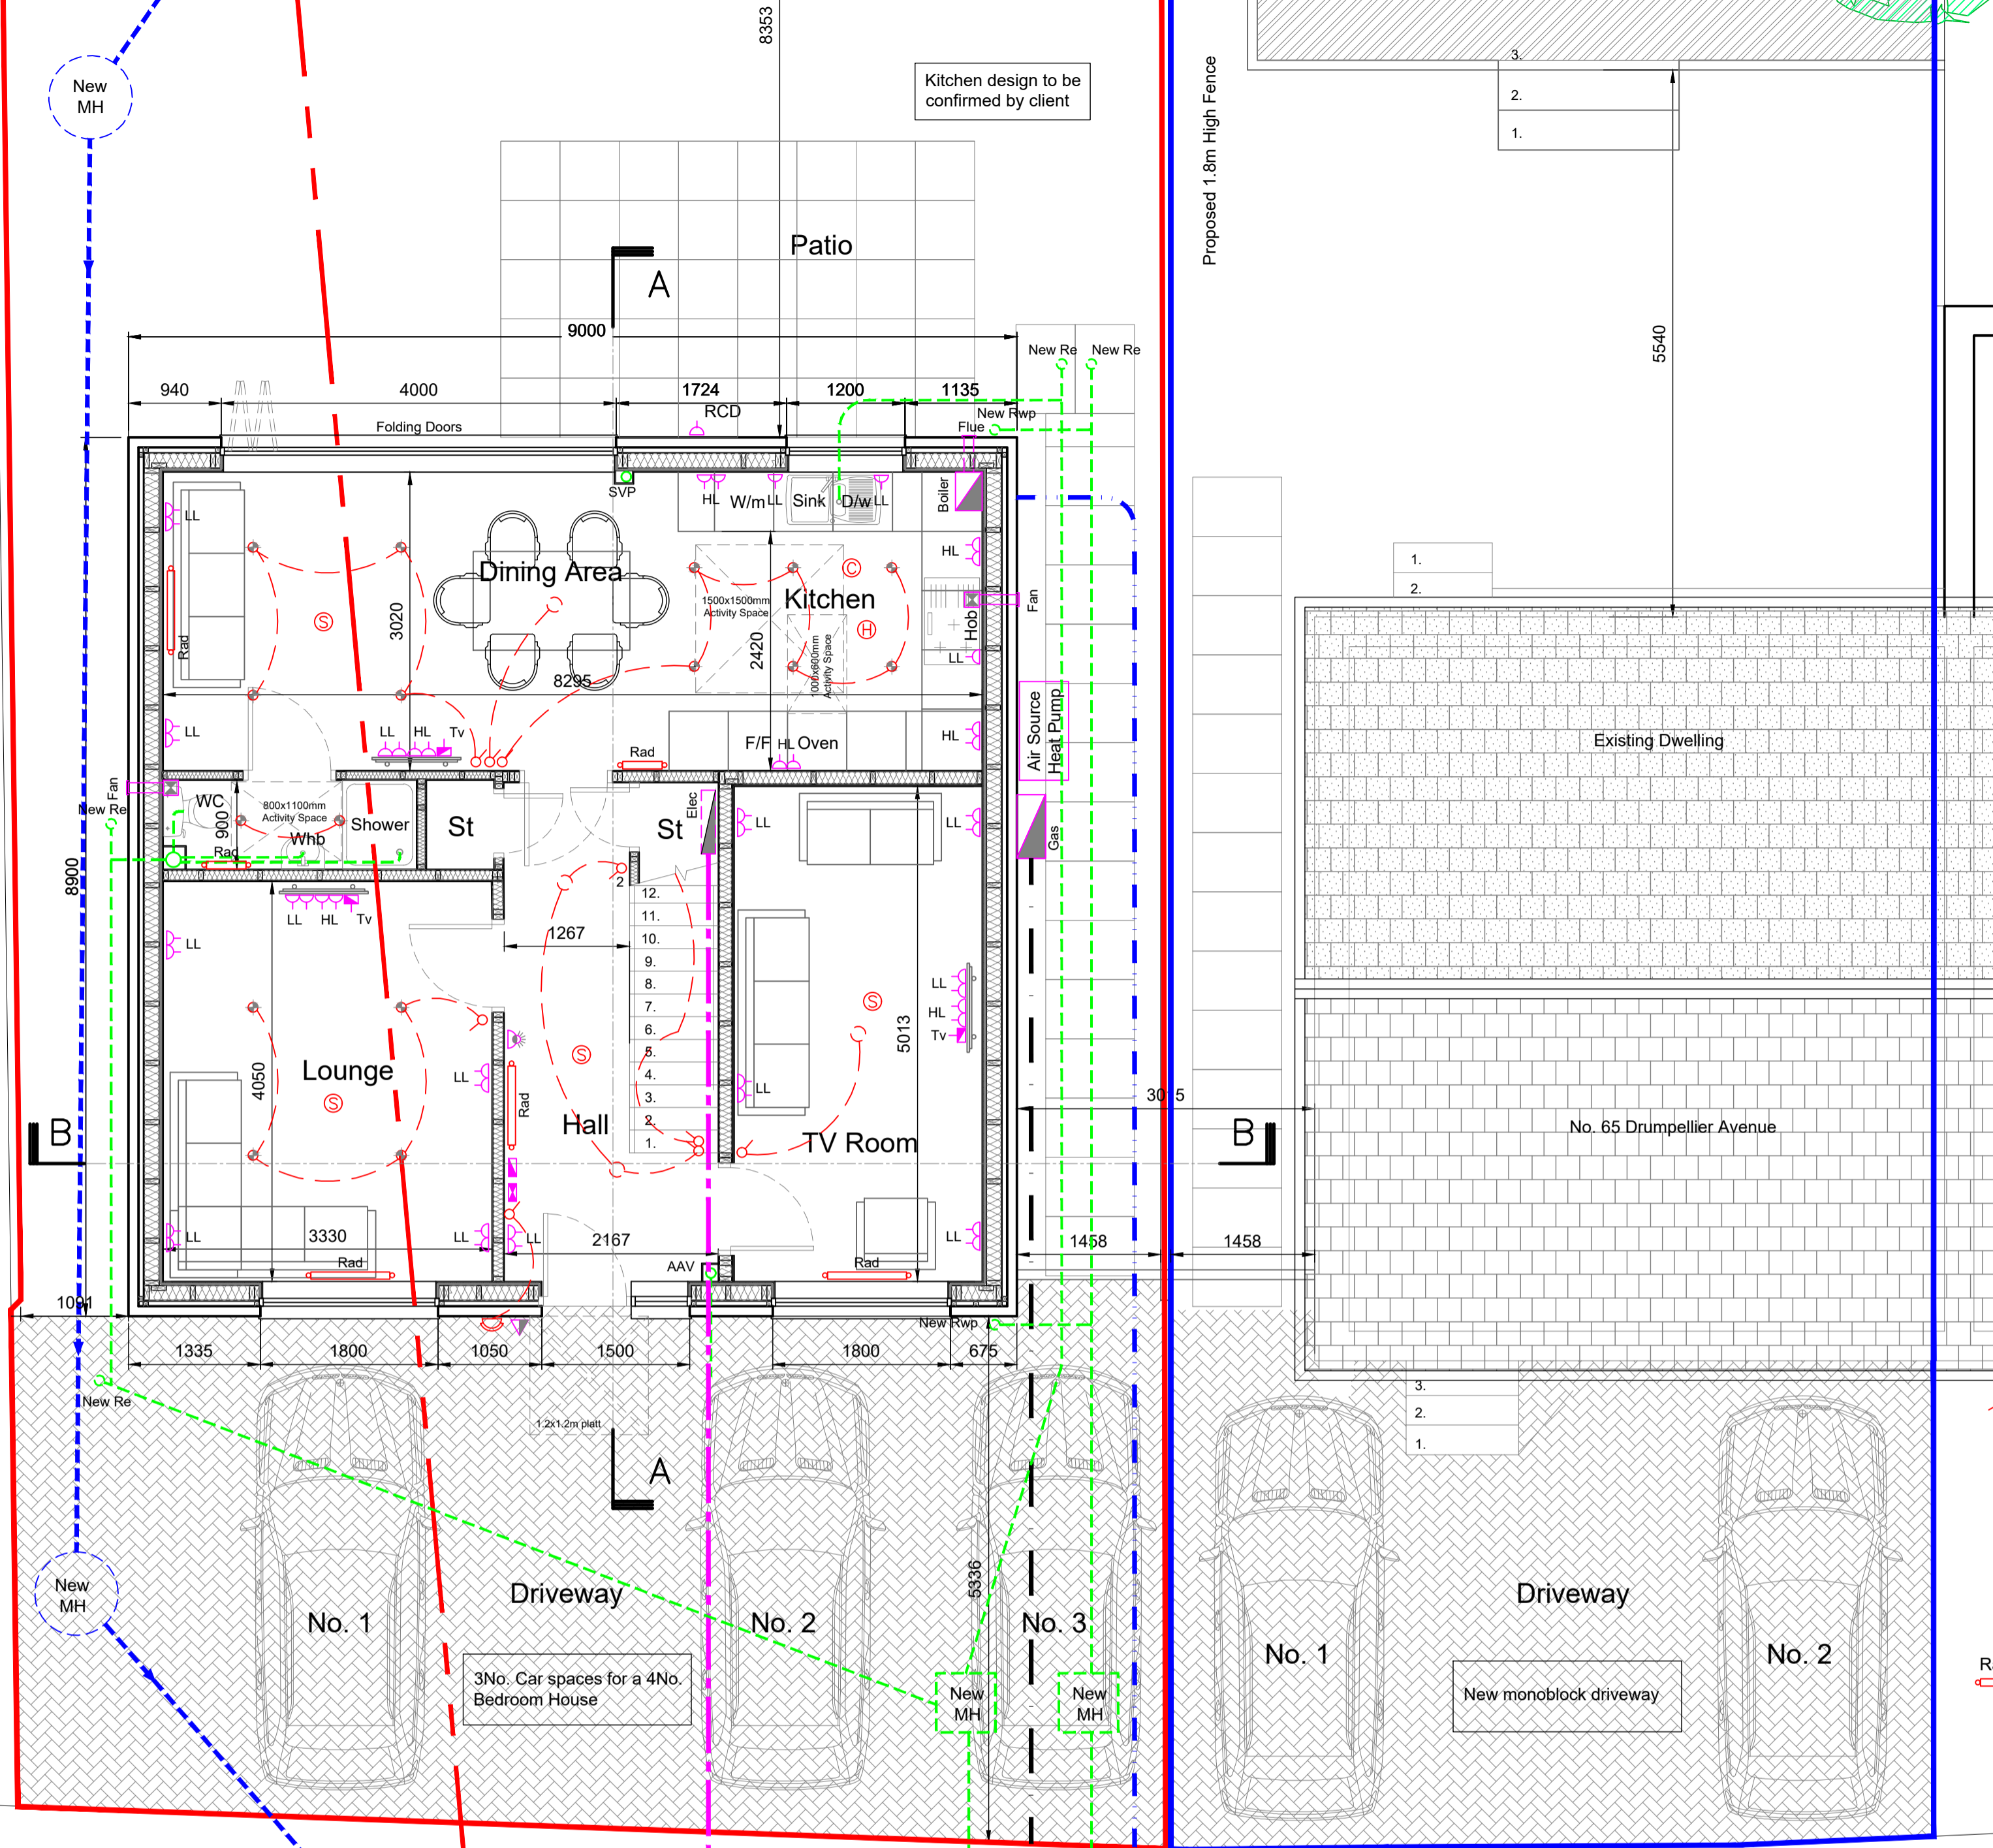 8353
New
MH
Kitchen design to be
confirmed by client
Proposed 1.8m High Fence
3.
2.
1.
Patio
A
9000
5540
New Re
New Re
940
4000
1724
1200
1135
RCD
New Rwp
Folding Doors
Flue
SVP
HL
W/m
LL
Sink
D/w
LL
Boiler
LL
HL
Dining Area
1500x1500mm
Activity Space
Kitchen
C
H
S
3020
2420
1000x600mm
Activity Space
Hob
Fan
Rad
LL
8295
1.
2.
Air Source
Heat Pump
LL
LL
HL
Tv
Rad
F/F
HL
Oven
HL
Existing Dwelling
Fan
New Re
WC
900
800x1100mm
Activity Space
Whb
Rad
Shower
St
St
Elec
LL
LL
Gas
8900
2
12.
11.
10.
9.
8.
7.
6.
5.
4.
3.
2.
1.
LL
HL
Tv
LL
1267
LL
HL
Tv
S
5013
S
Lounge
4050
S
LL
Rad
LL
Hall
TV Room
3015
No. 65 Drumpellier Avenue
B
B
LL
3330
LL
LL
2167
LL
1458
1458
Rad
AAV
Rad
1091
New Rwp
1335
1800
1050
1500
1800
675
New Re
1.2x1.2m platt
A
3.
2.
1.
New
MH
Driveway
5336
Driveway
No. 1
No. 2
No. 3
No. 1
No. 2
3No. Car spaces for a 4No.
Bedroom House
New
MH
New
MH
New monoblock driveway
R